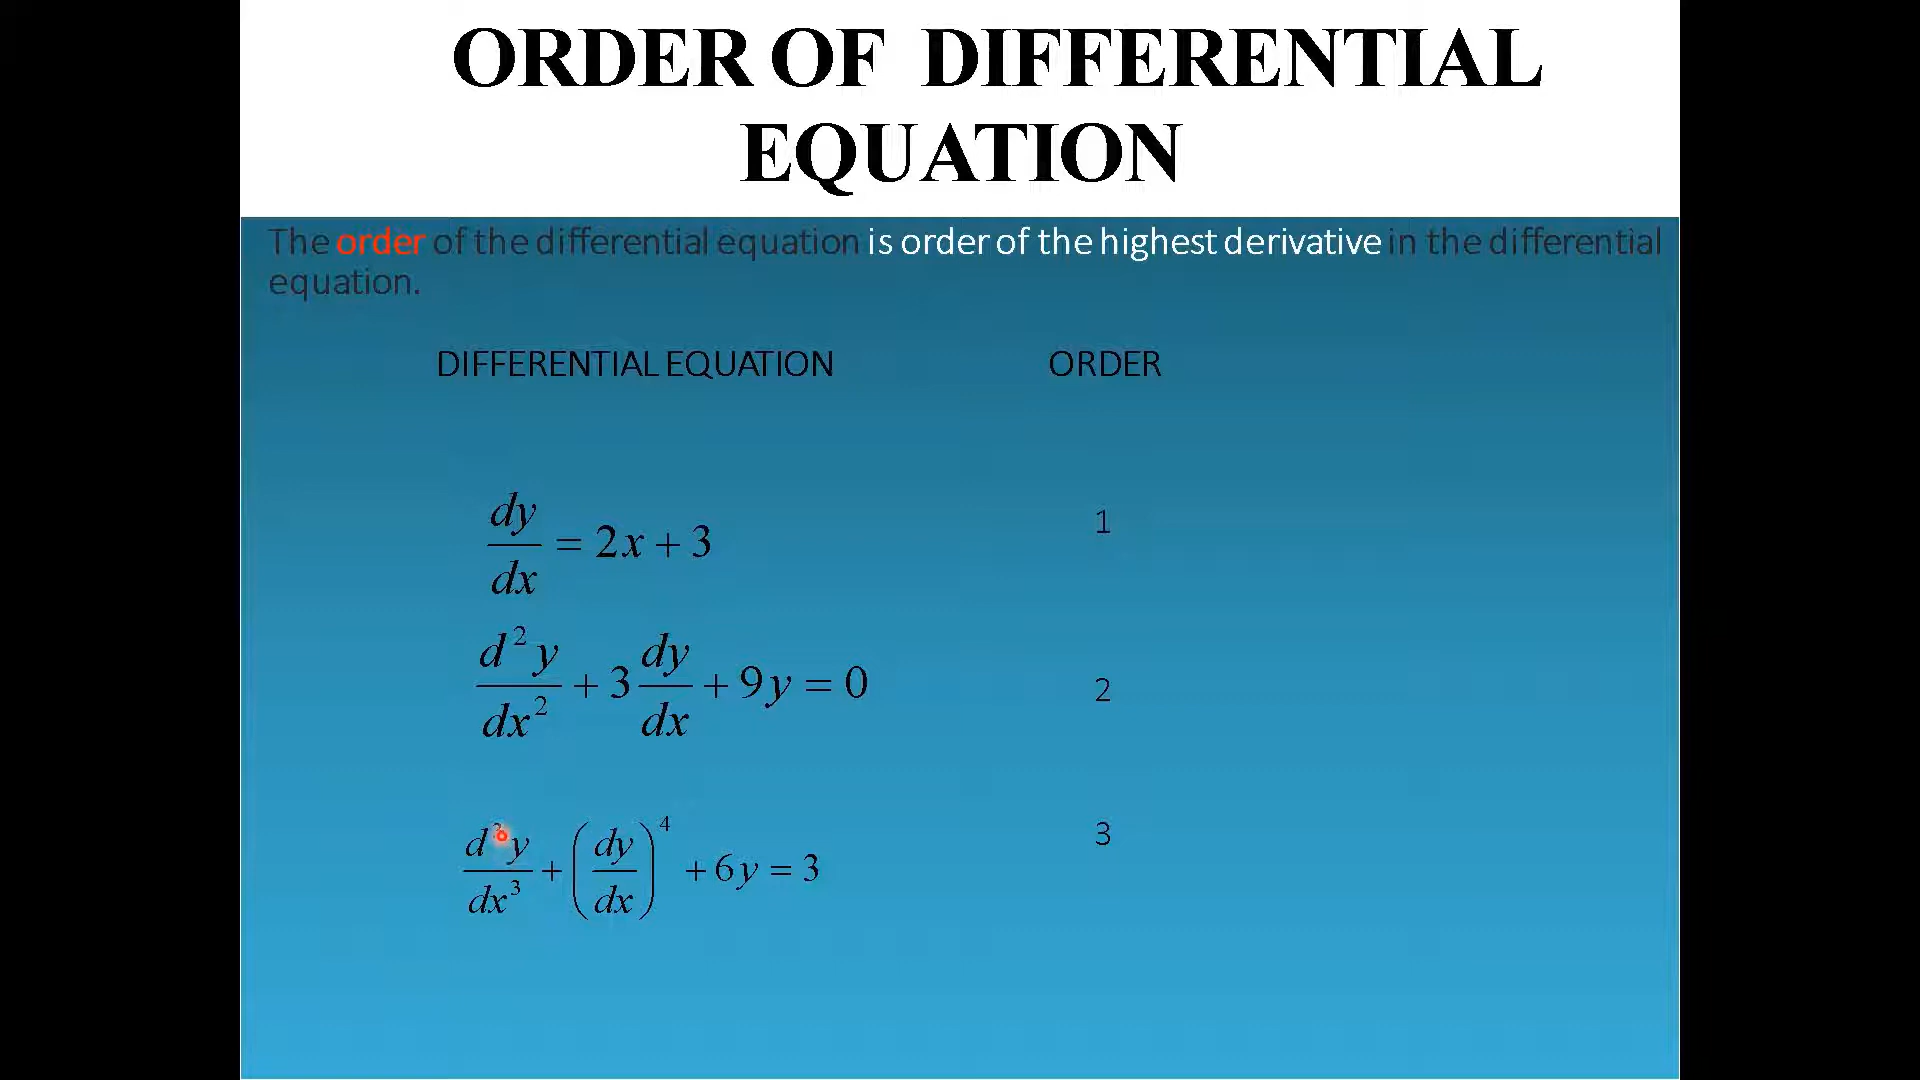 ORDER OF DIFFERENTIAL
EQUATION
The order of the differential equation is order of the highest derivative in the differential
equation.
DIFFERENTIAL EQUATION ORDER
dy/dx = 2x + 3 1
d²y/dx² + 3 dy/dx + 9y = 0 2
d³y/dx³ + (dy/dx)⁴ + 6y = 3 3